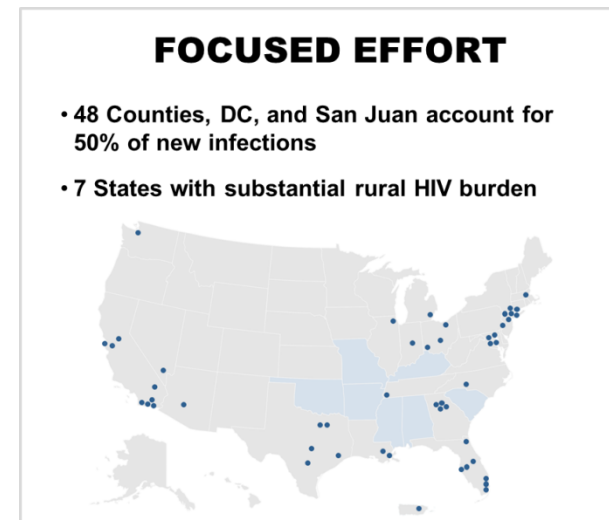 FOCUSED EFFORT
• 48 Counties, DC, and San Juan account for
50% of new infections
• 7 States with substantial rural HIV burden